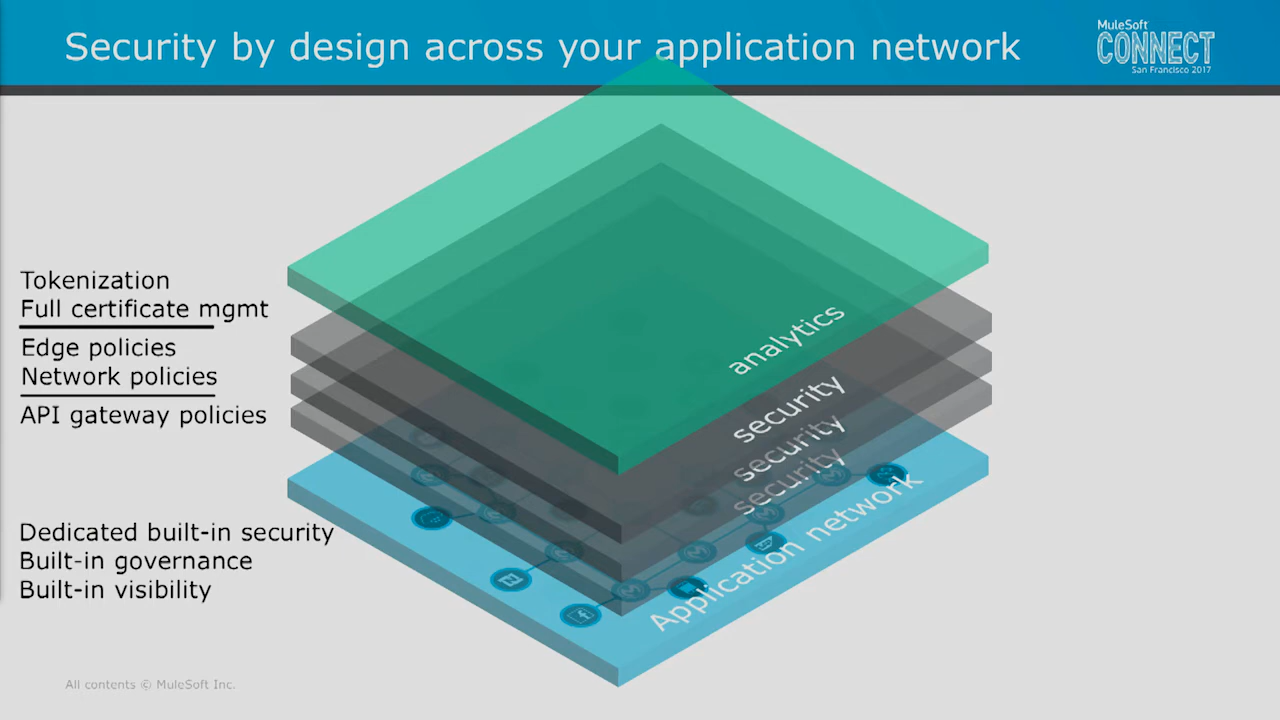 Security by design across your application network
MuleSoft
CONNECT
San Francisco 2017
Tokenization
Full certificate mgmt
Edge policies
Network policies
API gateway policies
Dedicated built-in security
Built-in governance
Built-in visibility
analytics
security
security
security
Application network
All contents © MuleSoft Inc.